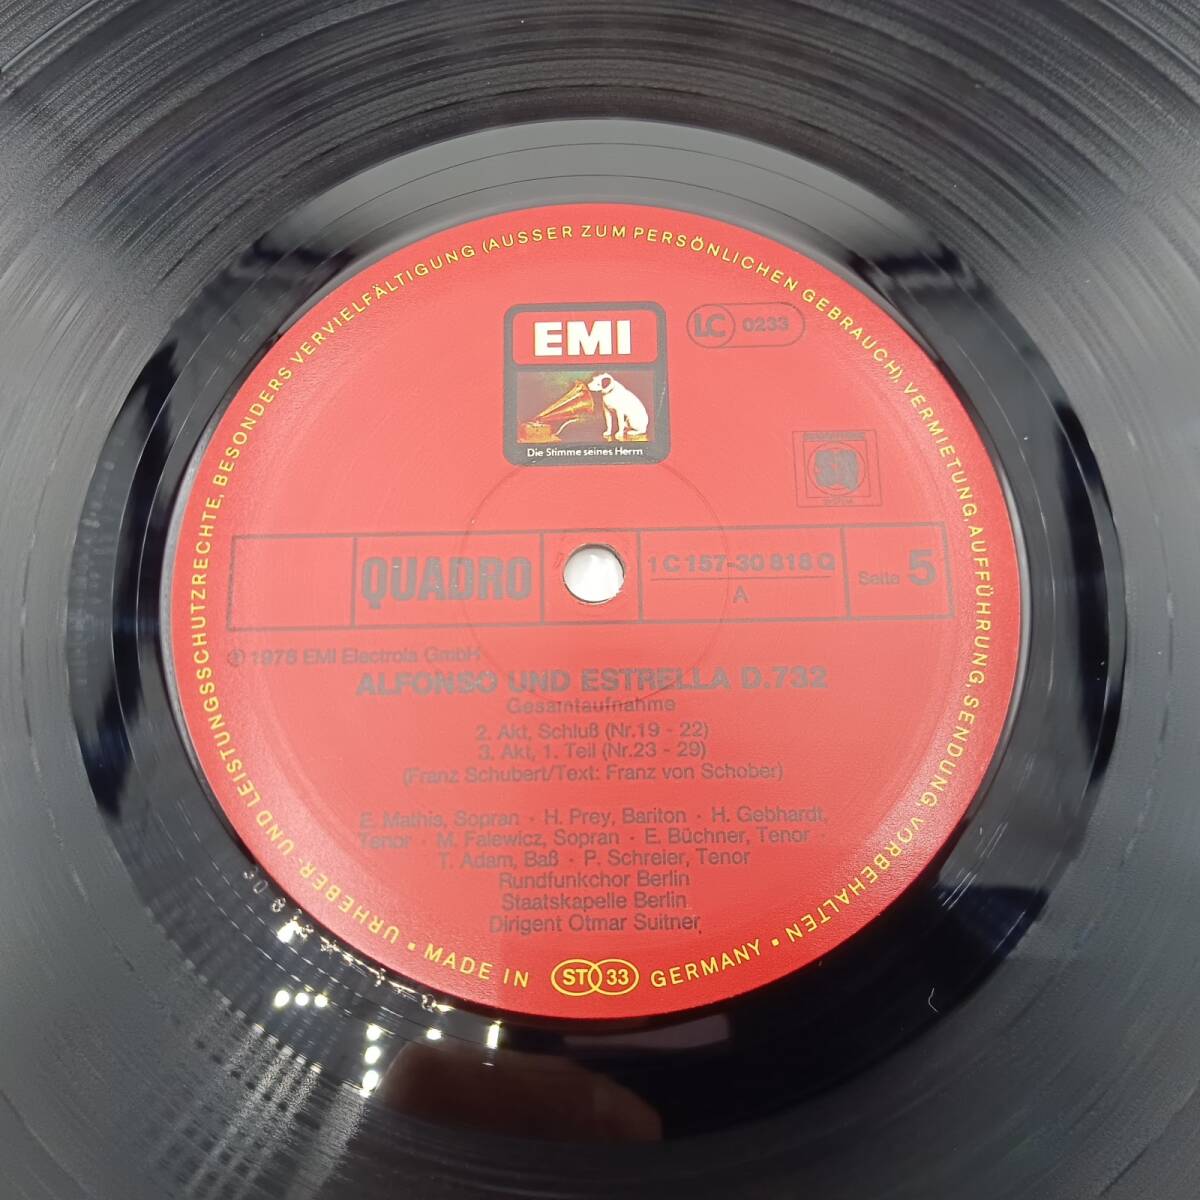 URHEBER- UND LEISTUNGSSCHUTZRECHTE, BESONDERS VERVIELFÄLTIGUNG (AUSSER ZUM PERSÖNLICHEN GEBRAUCH), VERMIETUNG, AUFFÜHRUNG, SENDUNG, VORBEHALTEN
EMI
LC 0233
Die Stimme seines Herrn
SQ
QUADRO
1 C 157-30 818 Q
A
Seite 5
℗ 1978 EMI Electrola GmbH
ALFONSO UND ESTRELLA D.732
Gesamtaufnahme
2. Akt, Schluß (Nr.19 - 22)
3. Akt, 1. Teil (Nr.23 - 29)
(Franz Schubert/Text: Franz von Schober)
E. Mathis, Sopran · H. Prey, Bariton · H. Gebhardt,
Tenor · M. Falewicz, Sopran · E. Büchner, Tenor ·
T. Adam, Baß · P. Schreier, Tenor
Rundfunkchor Berlin
Staatskapelle Berlin
Dirigent Otmar Suitner
MADE IN ST 33 GERMANY